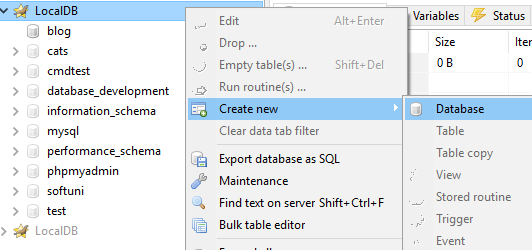 LocalDB
blog
cats
cmdtest
database_development
information_schema
mysql
performance_schema
phpmyadmin
softuni
test
LocalDB
Edit Alt+Enter
Drop ...
Empty table(s) ... Shift+Del
Run routine(s) ...
Create new
Clear data tab filter
Export database as SQL
Maintenance
Find text on server Shift+Ctrl+F
Bulk table editor
Variables Status
Size Iten
0 B 0
Database
Table
Table copy
View
Stored routine
Trigger
Event